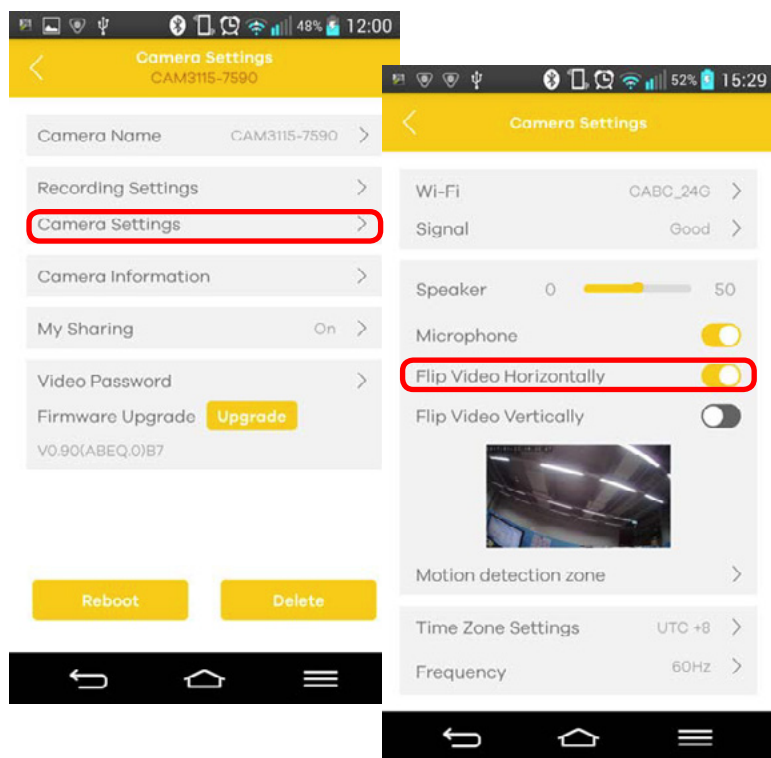 48% 12:00
Camera Settings
CAM3115-7590
Camera Name CAM3115-7590
Recording Settings
Camera Settings
Camera Information
My Sharing On
Video Password
Firmware Upgrade Upgrade
V0.90(ABEQ.0)B7
Reboot Delete
52% 15:29
Camera Settings
Wi-Fi CABC_24G
Signal Good
Speaker 0 50
Microphone
Flip Video Horizontally
Flip Video Vertically
Motion detection zone
Time Zone Settings UTC +8
Frequency 60Hz